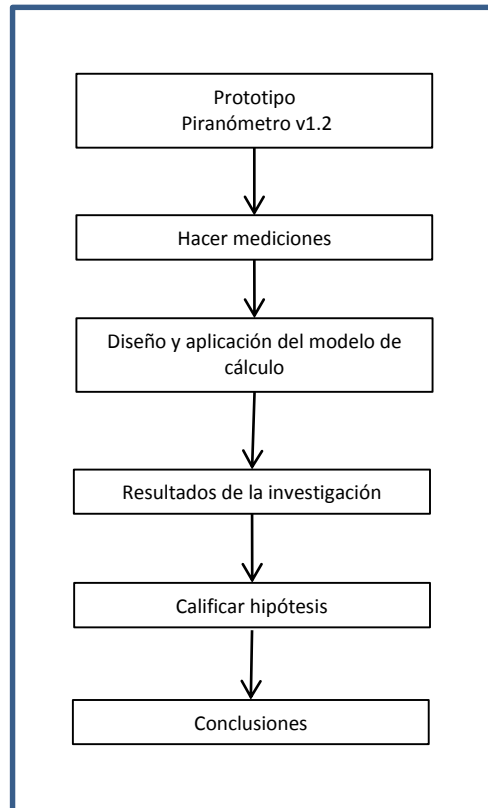 Prototipo
Piranómetro v1.2
Hacer mediciones
Diseño y aplicación del modelo de
cálculo
Resultados de la investigación
Calificar hipótesis
Conclusiones